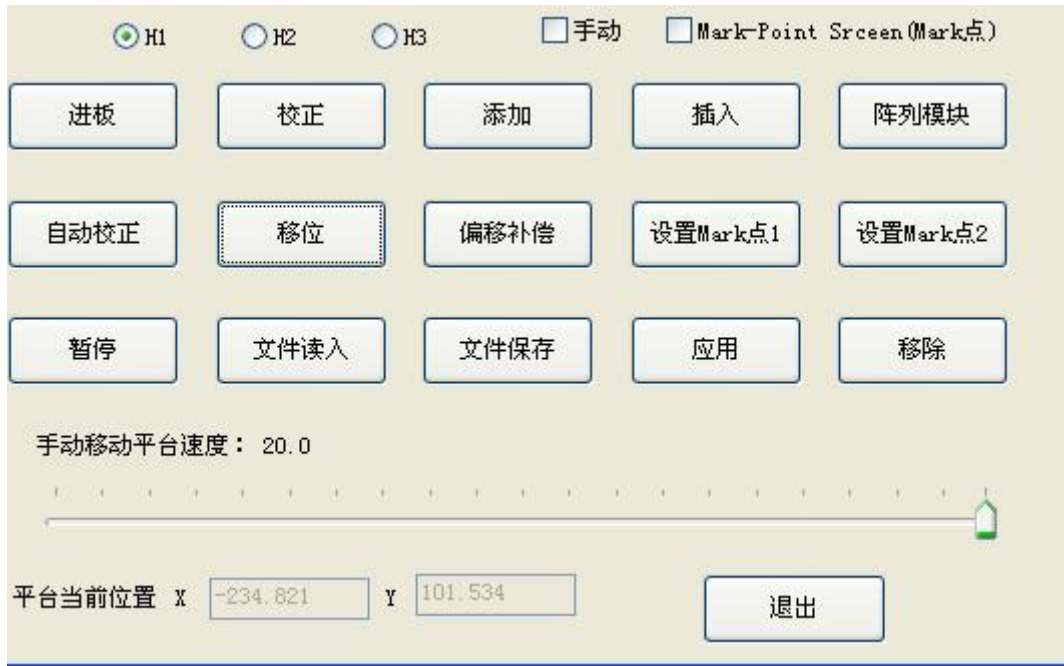 H1 H2 H3 手动 Mark-Point Srceen(Mark点)
进板 校正 添加 插入 阵列模块
自动校正 移位 偏移补偿 设置Mark点1 设置Mark点2
暂停 文件读入 文件保存 应用 移除
手动移动平台速度：20.0
平台当前位置 X -234.821 Y 101.534 退出